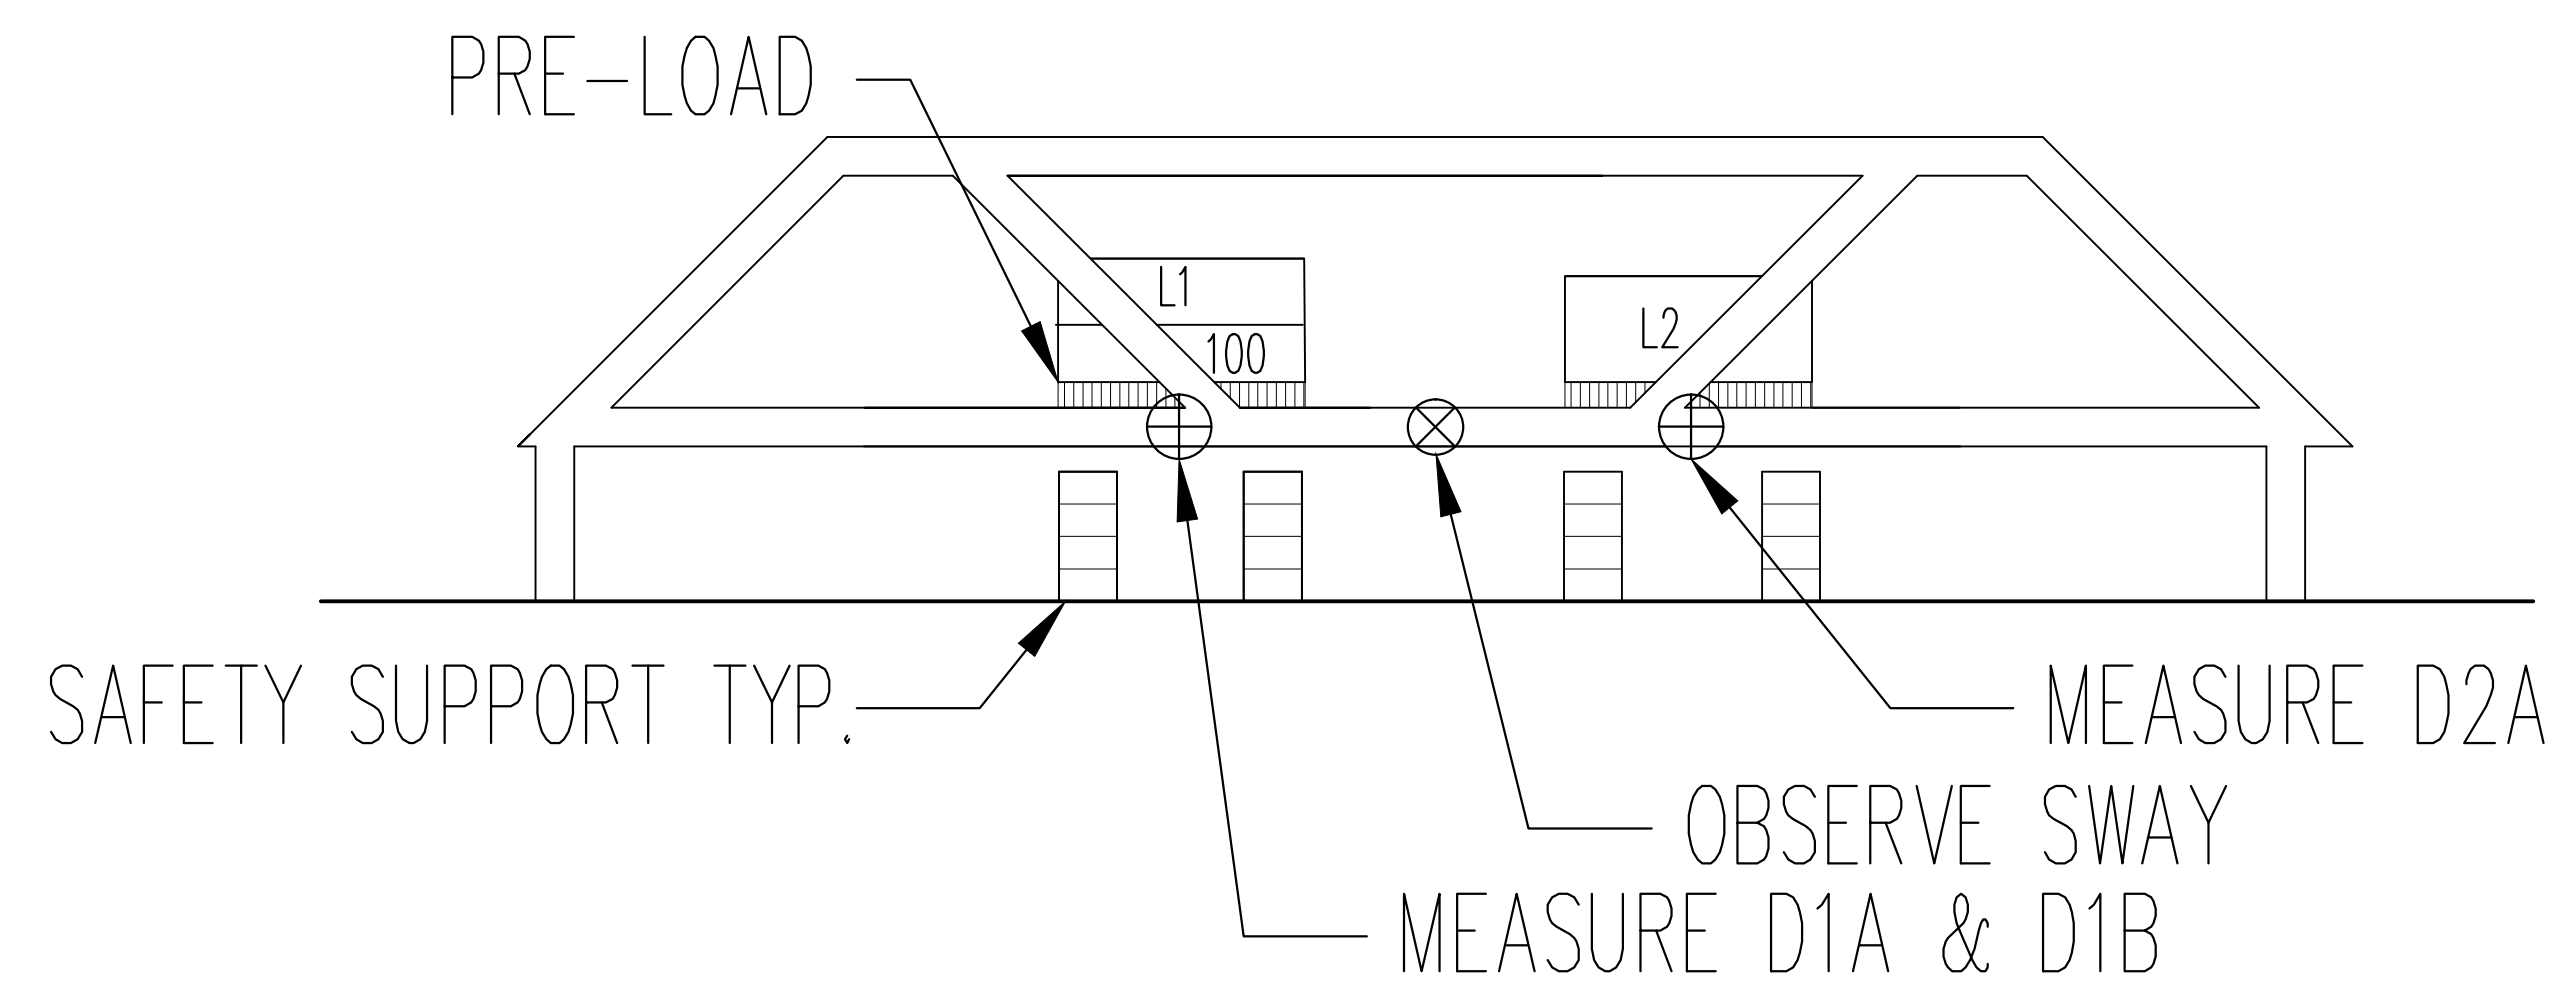 PRE-LOAD
L1
100
L2
SAFETY SUPPORT TYP.
MEASURE D2A
OBSERVE SWAY
MEASURE D1A & D1B